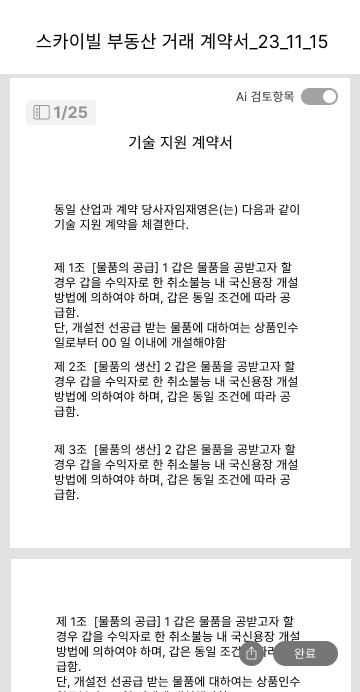 스카이빌 부동산 거래 계약서_23_11_15
Ai 검토항목
1/25
기술 지원 계약서
동일 산업과 계약 당사자임재영은(는) 다음과 같이
기술 지원 계약을 체결한다.
제 1조 [물품의 공급] 1 갑은 물품을 공받고자 할
경우 갑을 수익자로 한 취소불능 내 국신용장 개설
방법에 의하여야 하며, 갑은 동일 조건에 따라 공
급함.
단, 개설전 선공급 받는 물품에 대하여는 상품인수
일로부터 00 일 이내에 개설해야함
제 2조 [물품의 생산] 2 갑은 물품을 공받고자 할
경우 갑을 수익자로 한 취소불능 내 국신용장 개설
방법에 의하여야 하며, 갑은 동일 조건에 따라 공
급함.
제 3조 [물품의 생산] 2 갑은 물품을 공받고자 할
경우 갑을 수익자로 한 취소불능 내 국신용장 개설
방법에 의하여야 하며, 갑은 동일 조건에 따라 공
급함.
제 1조 [물품의 공급] 1 갑은 물품을 공받고자 할
경우 갑을 수익자로 한 취소불능 내 국신용장 개설
방법에 의하여야 하며, 갑은 동일
완료
급함.
단, 개설전 선공급 받는 물품에 대하여는 상품인수